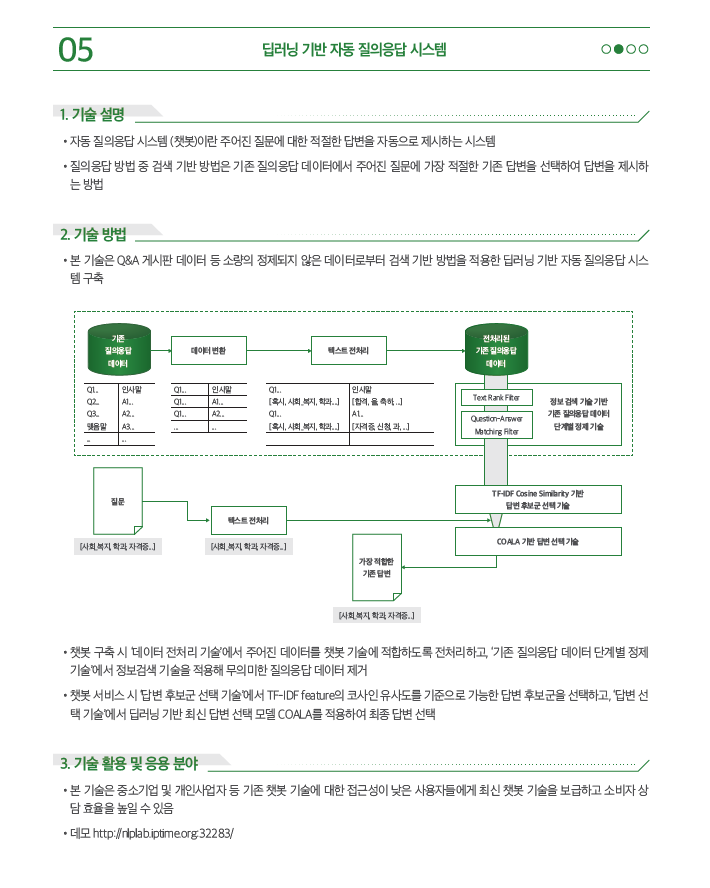 05
딥러닝 기반 자동 질의응답 시스템
1. 기술 설명
• 자동 질의응답 시스템 (챗봇)이란 주어진 질문에 대한 적절한 답변을 자동으로 제시하는 시스템
• 질의응답 방법 중 검색 기반 방법은 기존 질의응답 데이터에서 주어진 질문에 가장 적절한 기존 답변을 선택하여 답변을 제시하
는 방법
2. 기술 방법
• 본 기술은 Q&A 게시판 데이터 등 소량의 정제되지 않은 데이터로부터 검색 기반 방법을 적용한 딥러닝 기반 자동 질의응답 시스
템 구축
기존
질의응답
데이터
데이터 변환
텍스트 전처리
전처리된
기존 질의응답
데이터
Q1... 인사말
Q2... A1...
Q3... A2...
맺음말 A3...
... ...
Q1... 인사말
Q1... A1...
Q1... A2...
... ...
Q1... 인사말
[혹시, 사회_복지, 학과...] [합격, 을, 축하, ...]
Q1... A1...
[혹시, 사회_복지, 학과...] [자격증, 신청, 과, ...]
Text Rank Filter
Question-Answer
Matching Filter
정보 검색 기술 기반
기존 질의응답 데이터
단계별 정제 기술
질문
[사회_복지, 학과, 자격증...]
텍스트 전처리
[사회_복지, 학과, 자격증...]
TF-IDF Cosine Similarity 기반
답변 후보군 선택 기술
COALA 기반 답변 선택 기술
가장 적합한
기존 답변
[사회_복지, 학과, 자격증...]
• 챗봇 구축 시 '데이터 전처리 기술'에서 주어진 데이터를 챗봇 기술에 적합하도록 전처리하고, '기존 질의응답 데이터 단계별 정제
기술'에서 정보검색 기술을 적용해 무의미한 질의응답 데이터 제거
• 챗봇 서비스 시 '답변 후보군 선택 기술'에서 TF-IDF feature의 코사인 유사도를 기준으로 가능한 답변 후보군을 선택하고, '답변 선
택 기술'에서 딥러닝 기반 최신 답변 선택 모델 COALA를 적용하여 최종 답변 선택
3. 기술 활용 및 응용 분야
• 본 기술은 중소기업 및 개인사업자 등 기존 챗봇 기술에 대한 접근성이 낮은 사용자들에게 최신 챗봇 기술을 보급하고 소비자 상
담 효율을 높일 수 있음
• 데모 http://nlplab.iptime.org:32283/